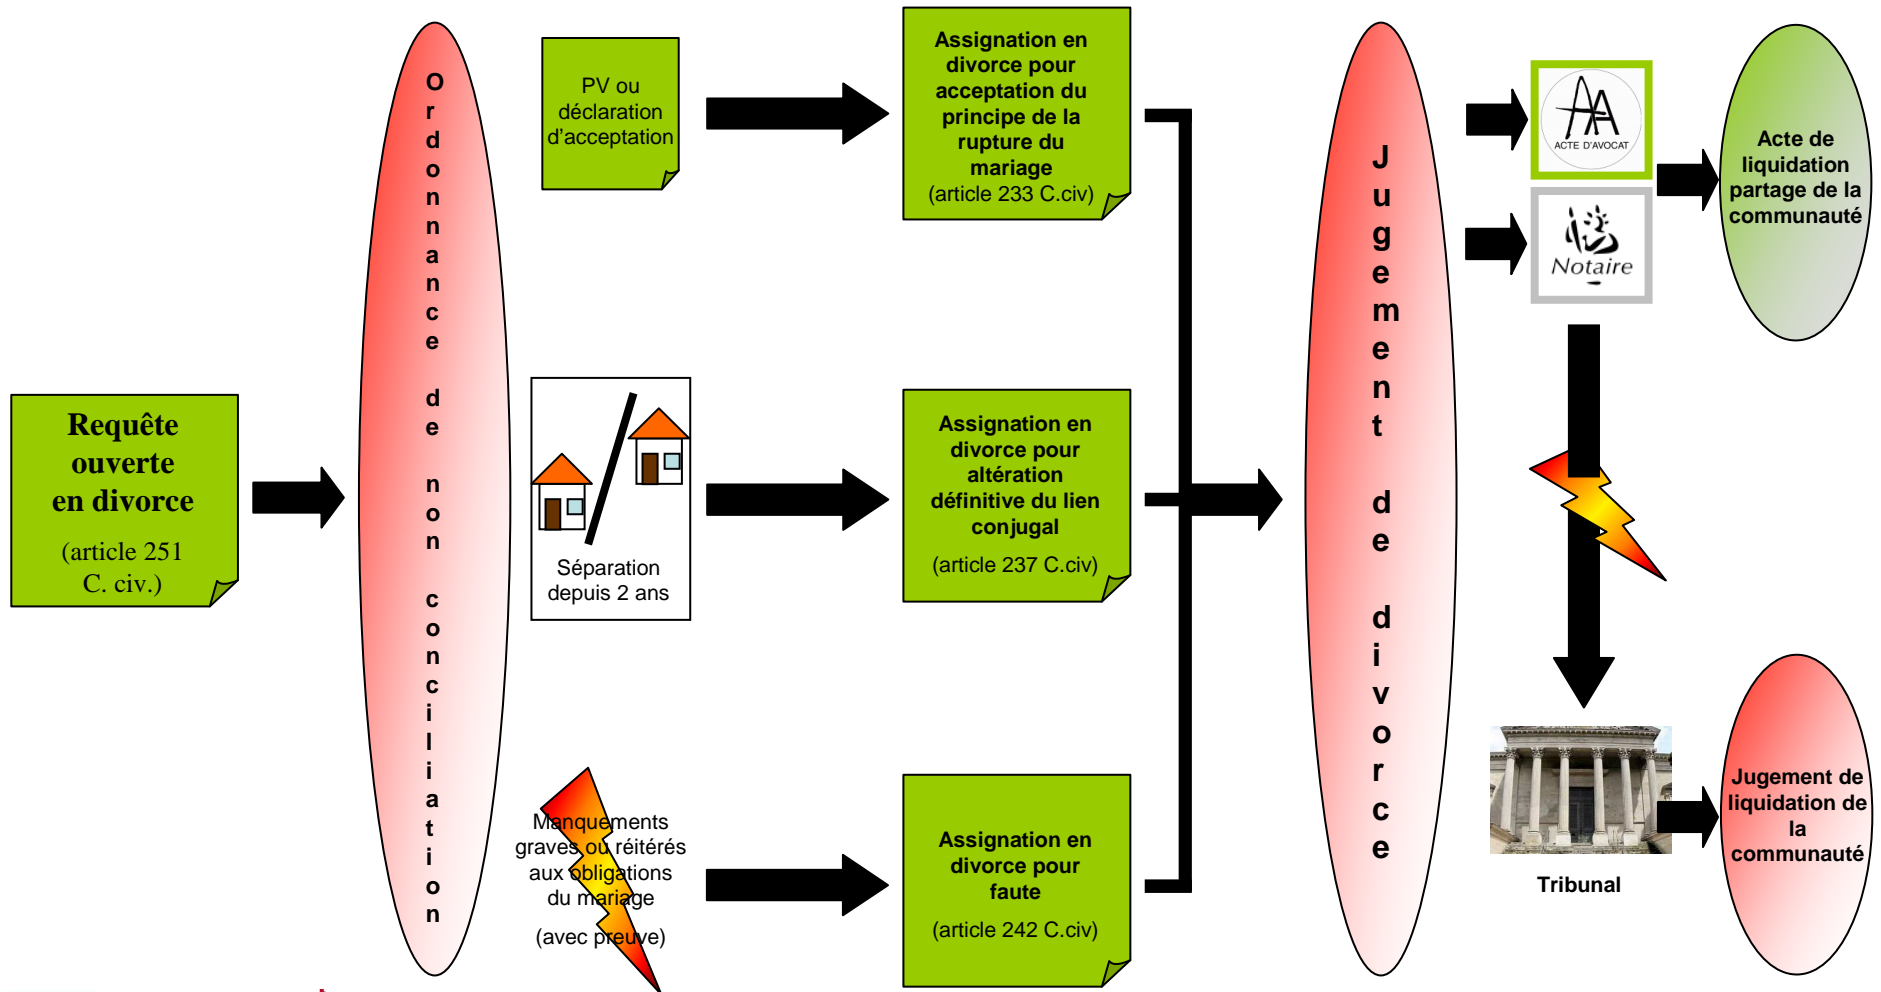 Requête
ouverte
en divorce
(article 251
C. civ.)
Ordonnance de non conciliation
PV ou
déclaration
d'acceptation
Assignation en
divorce pour
acceptation du
principe de la
rupture du
mariage
(article 233 C.civ)
Séparation
depuis 2 ans
Assignation en
divorce pour
altération
définitive du lien
conjugal
(article 237 C.civ)
Manquements
graves ou réitérés
aux obligations
du mariage
(avec preuve)
Assignation en
divorce pour
faute
(article 242 C.civ)
Jugement de divorce
AA
ACTE D'AVOCAT
Notaire
Acte de
liquidation
partage de la
communauté
Tribunal
Jugement de
liquidation de
la
communauté